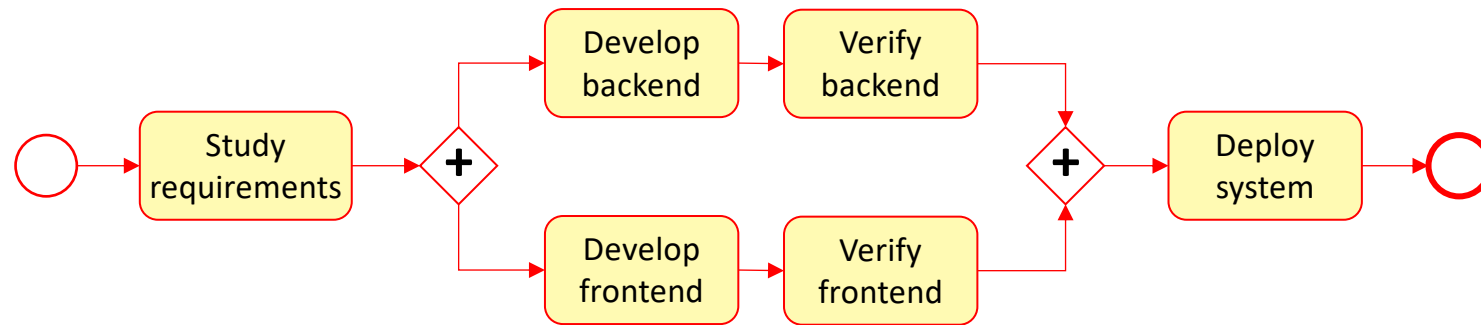 Study
requirements
+
Develop
backend
Verify
backend
Develop
frontend
Verify
frontend
+
Deploy
system